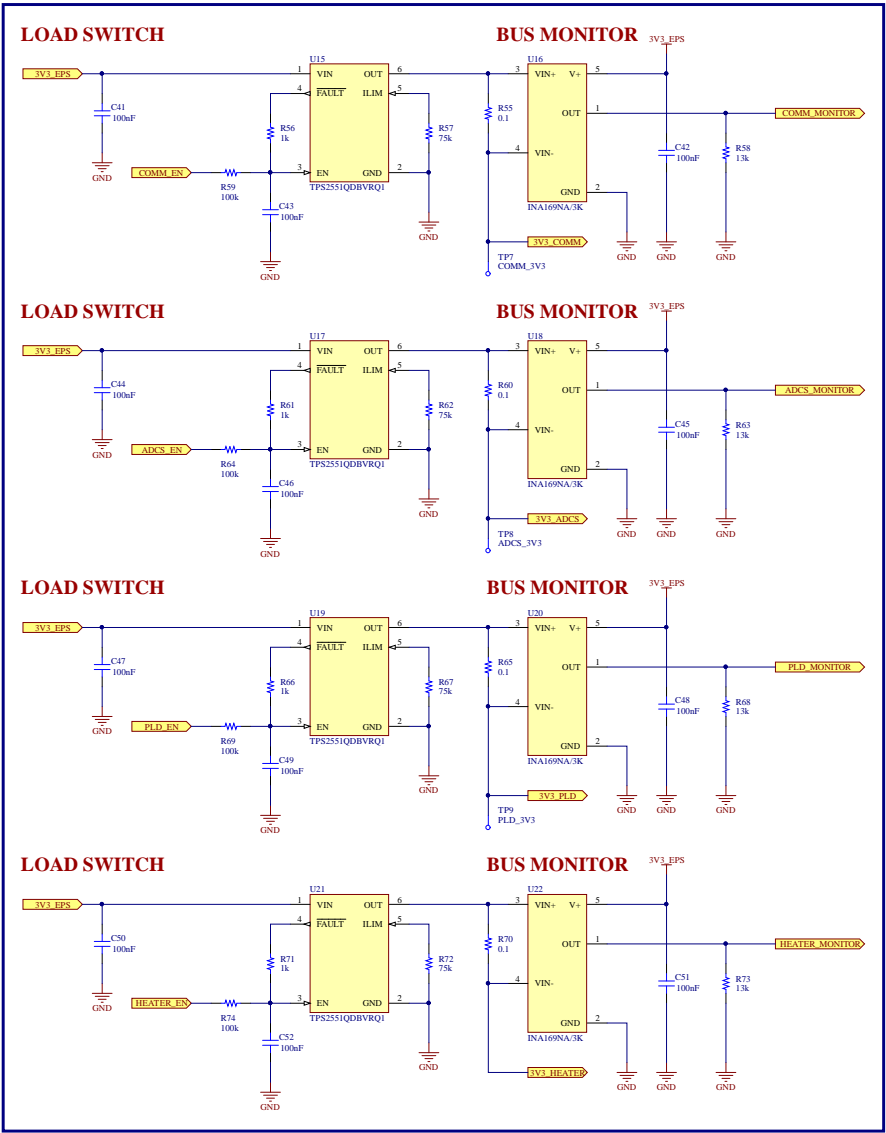 LOAD SWITCH
BUS MONITOR
3V3_EPS
U15
U16
3V3_EPS
1 VIN OUT 6
3 VIN+ V+ 5
C41
100nF
4 FAULT ILIM 5
R56
1k
R57
75k
R55
0.1
OUT 1
COMM_MONITOR
4 VIN-
C42
100nF
R58
13k
GND
COMM_EN
R59
100k
3 EN GND 2
TPS2551QDBVRQ1
GND 2
INA169NA/3K
C43
100nF
GND
GND
3V3_COMM
TP7
COMM_3V3
GND
GND
GND
LOAD SWITCH
BUS MONITOR
3V3_EPS
U17
U18
3V3_EPS
1 VIN OUT 6
3 VIN+ V+ 5
C44
100nF
4 FAULT ILIM 5
R61
1k
R62
75k
R60
0.1
OUT 1
ADCS_MONITOR
4 VIN-
C45
100nF
R63
13k
GND
ADCS_EN
R64
100k
3 EN GND 2
TPS2551QDBVRQ1
GND 2
INA169NA/3K
C46
100nF
GND
GND
3V3_ADCS
TP8
ADCS_3V3
GND
GND
GND
LOAD SWITCH
BUS MONITOR
3V3_EPS
U19
U20
3V3_EPS
1 VIN OUT 6
3 VIN+ V+ 5
C47
100nF
4 FAULT ILIM 5
R66
1k
R67
75k
R65
0.1
OUT 1
PLD_MONITOR
4 VIN-
C48
100nF
R68
13k
GND
PLD_EN
R69
100k
3 EN GND 2
TPS2551QDBVRQ1
GND 2
INA169NA/3K
C49
100nF
GND
GND
3V3_PLD
TP9
PLD_3V3
GND
GND
GND
LOAD SWITCH
BUS MONITOR
3V3_EPS
U21
U22
3V3_EPS
1 VIN OUT 6
3 VIN+ V+ 5
C50
100nF
4 FAULT ILIM 5
R71
1k
R72
75k
R70
0.1
OUT 1
HEATER_MONITOR
4 VIN-
C51
100nF
R73
13k
GND
HEATER_EN
R74
100k
3 EN GND 2
TPS2551QDBVRQ1
GND 2
INA169NA/3K
C52
100nF
GND
GND
3V3_HEATER
GND
GND
GND